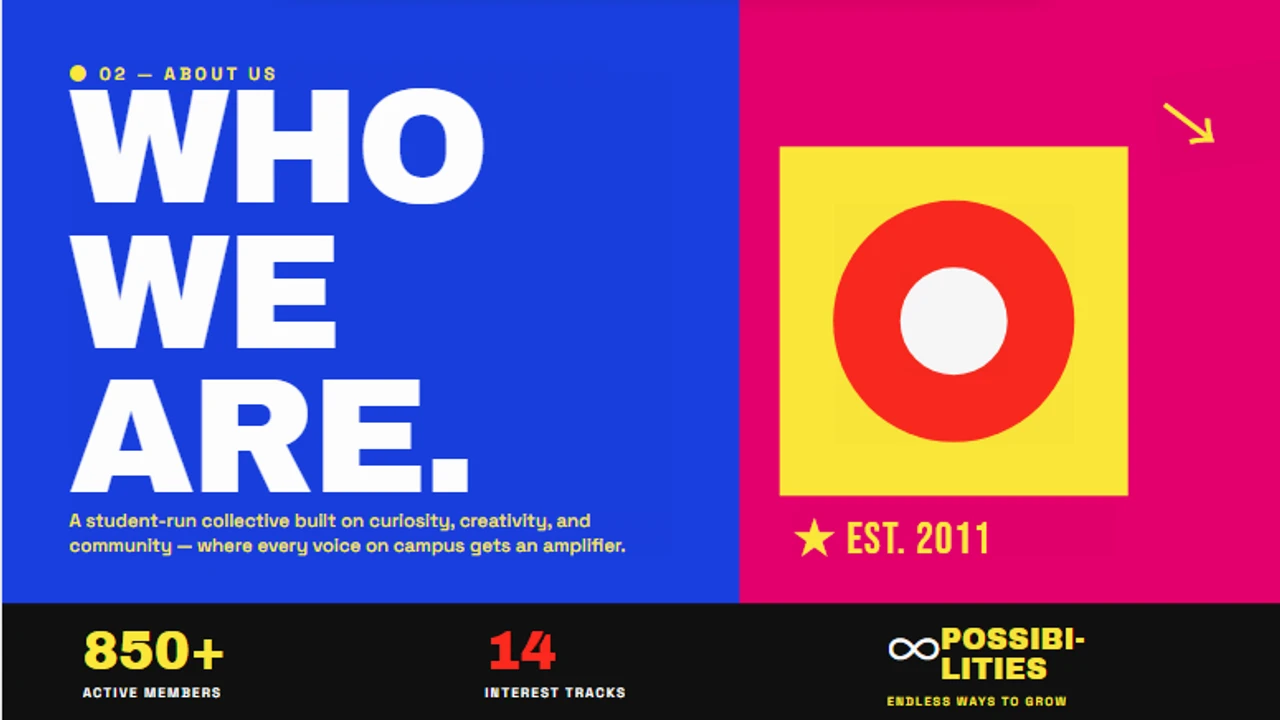 02 — ABOUT US
WHO
WE
ARE.
A student-run collective built on curiosity, creativity, and
community — where every voice on campus gets an amplifier.
★ EST. 2011
850+
ACTIVE MEMBERS
14
INTEREST TRACKS
∞ POSSIBI-
LITIES
ENDLESS WAYS TO GROW